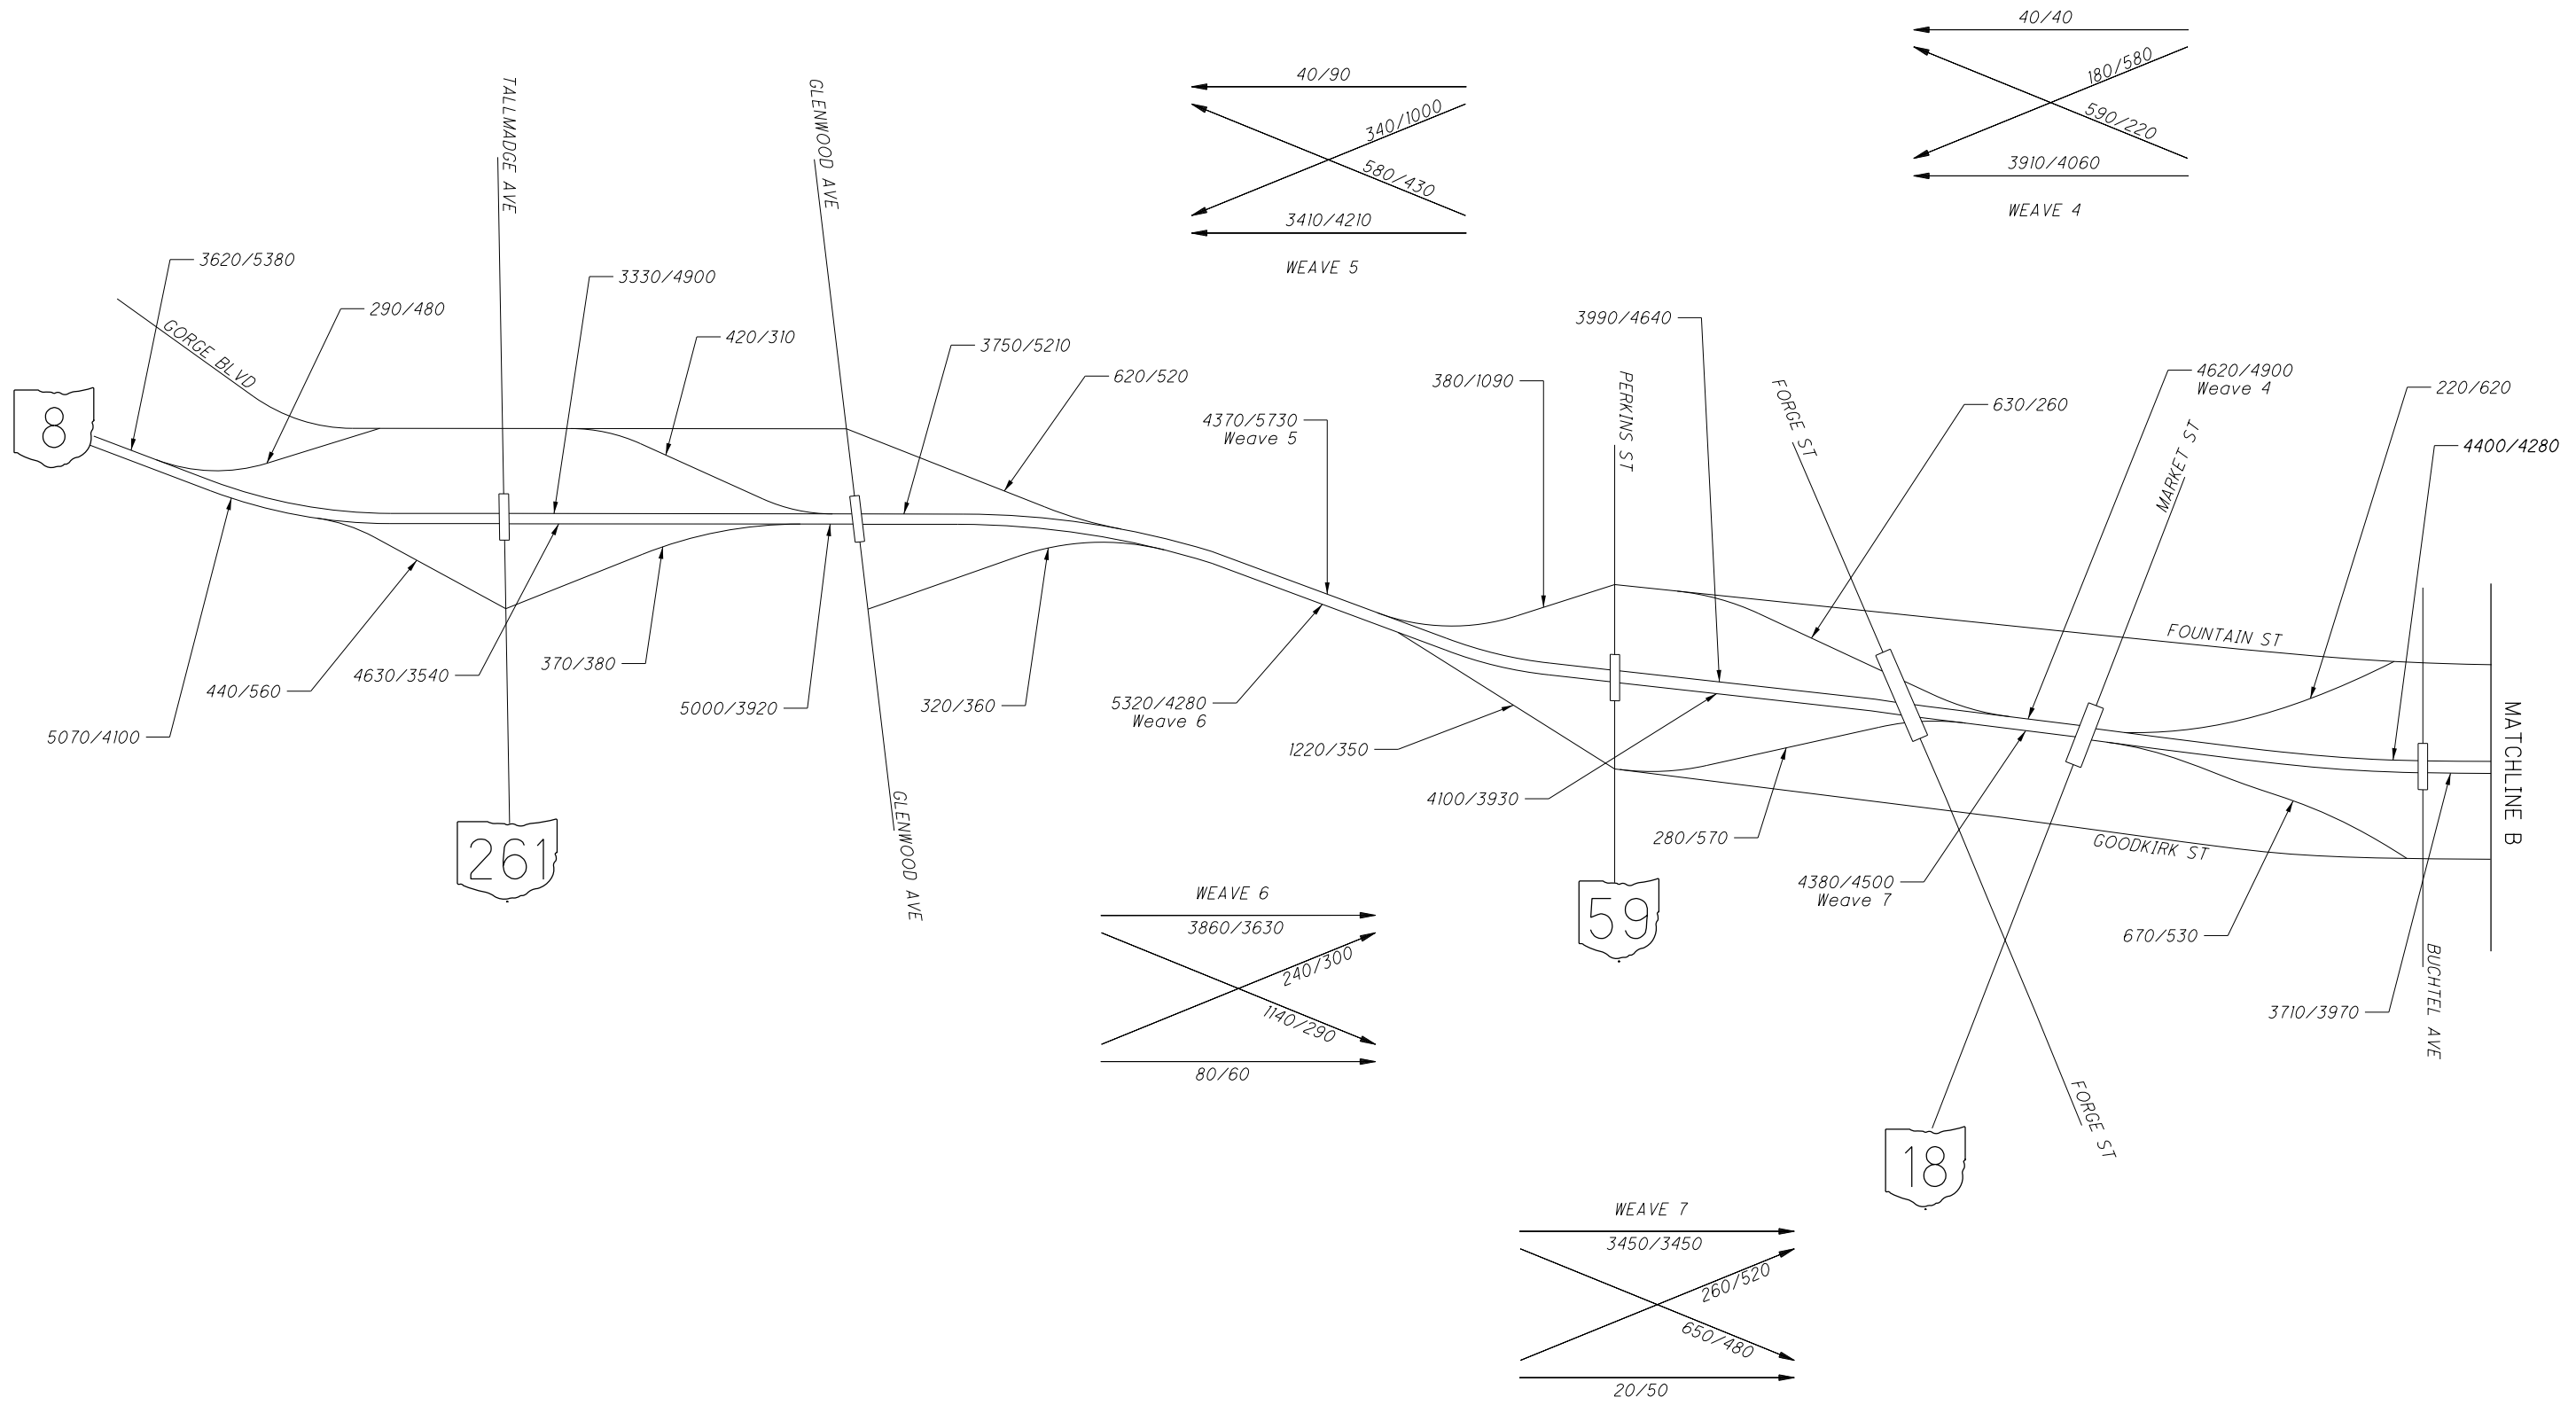 40/40
180/580
590/220
3910/4060
WEAVE 4
40/90
340/1000
580/430
3410/4210
WEAVE 5
TALLMADGE AVE
GLENWOOD AVE
3620/5380
3330/4900
290/480
420/310
3750/5210
620/520
GORGE BLVD
8
3990/4640
380/1090
PERKINS ST
FORGE ST
4620/4900
Weave 4
220/620
630/260
4370/5730
Weave 5
MARKET ST
4400/4280
FOUNTAIN ST
MATCHLINE B
370/380
4630/3540
440/560
5000/3920
320/360
5320/4280
Weave 6
5070/4100
1220/350
4100/3930
280/570
GOODKIRK ST
4380/4500
Weave 7
670/530
3710/3970
BUCHTEL AVE
GLENWOOD AVE
261
59
WEAVE 6
3860/3630
240/300
1140/290
80/60
FORGE ST
18
WEAVE 7
3450/3450
260/520
650/480
20/50